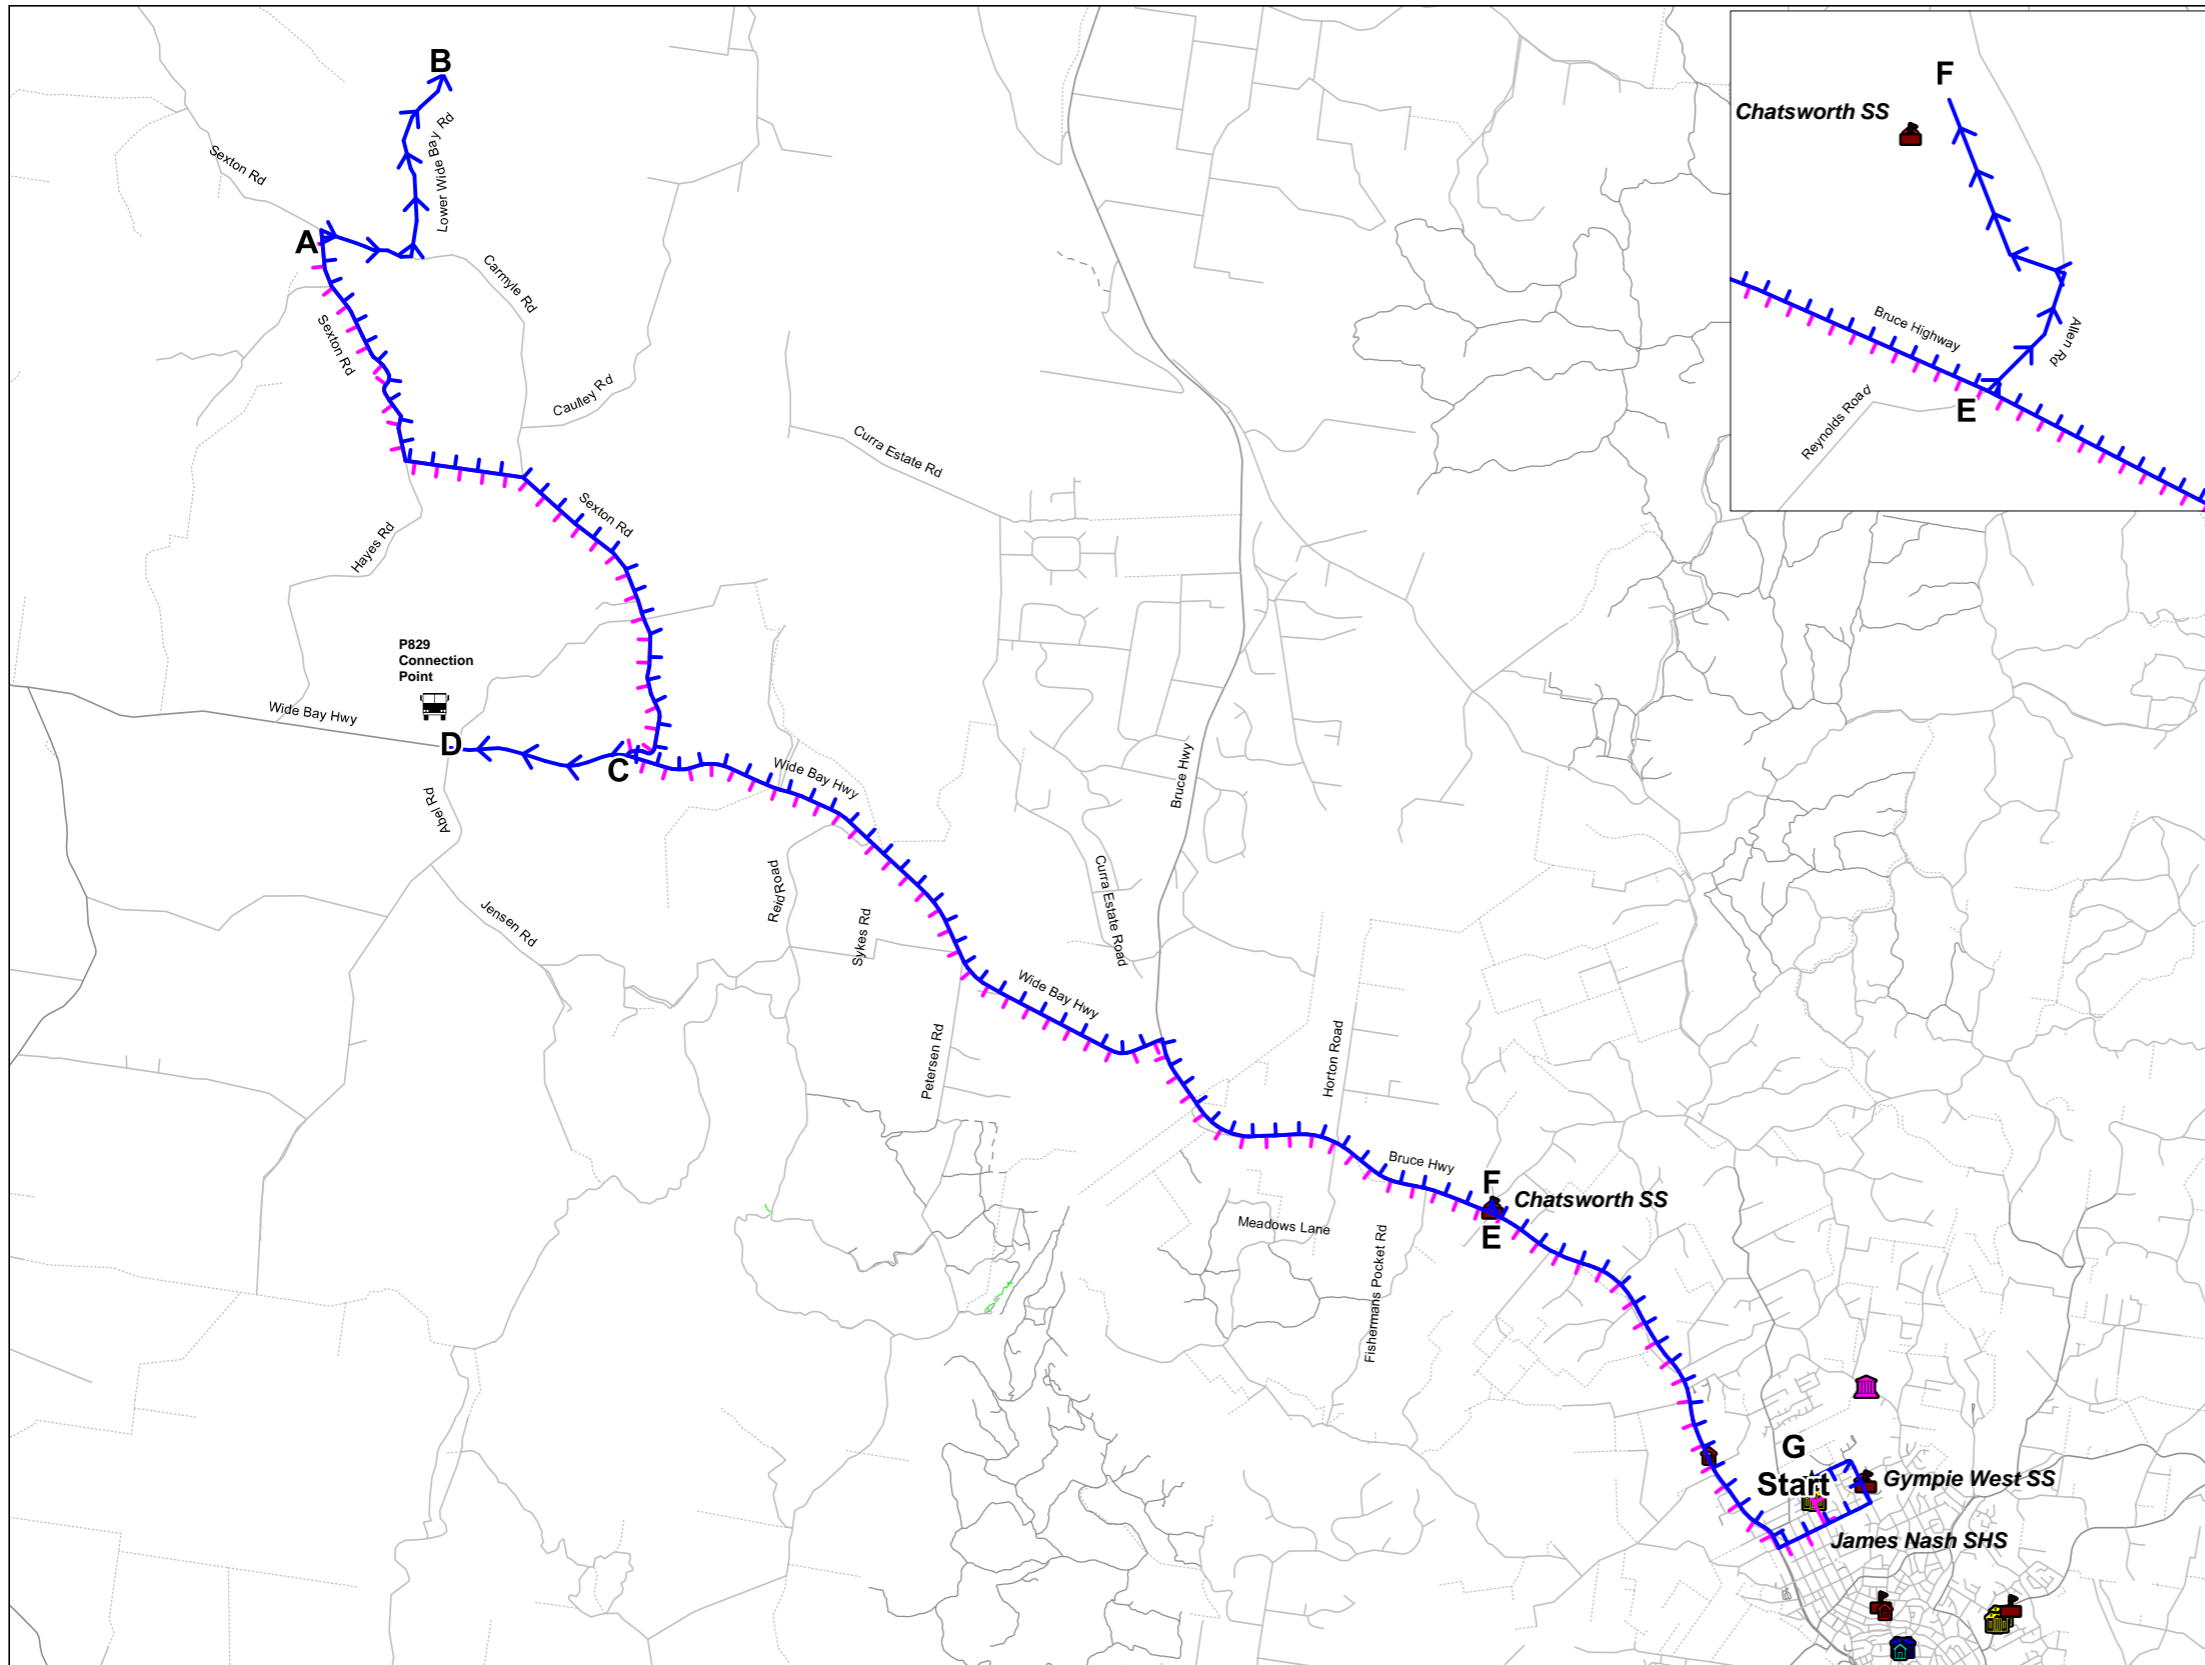 B
F
Chatsworth SS
Lower Wide Bay Rd
Sexton Rd
A
Carmyle Rd
Sexton Rd
Bruce Highway
Allen Rd
E
Reynolds Road
Caulley Rd
Curra Estate Rd
Sexton Rd
Hayes Rd
P829
Connection
Point
Wide Bay Hwy
D
C
Wide Bay Hwy
Bruce Hwy
Abel Rd
Reid Road
Sykes Rd
Curra Estate Road
Jensen Rd
Wide Bay Hwy
Petersen Rd
Horton Road
Bruce Hwy
F
Chatsworth SS
E
Meadows Lane
Fishermans Pocket Rd
G
Start
Gympie West SS
James Nash SHS